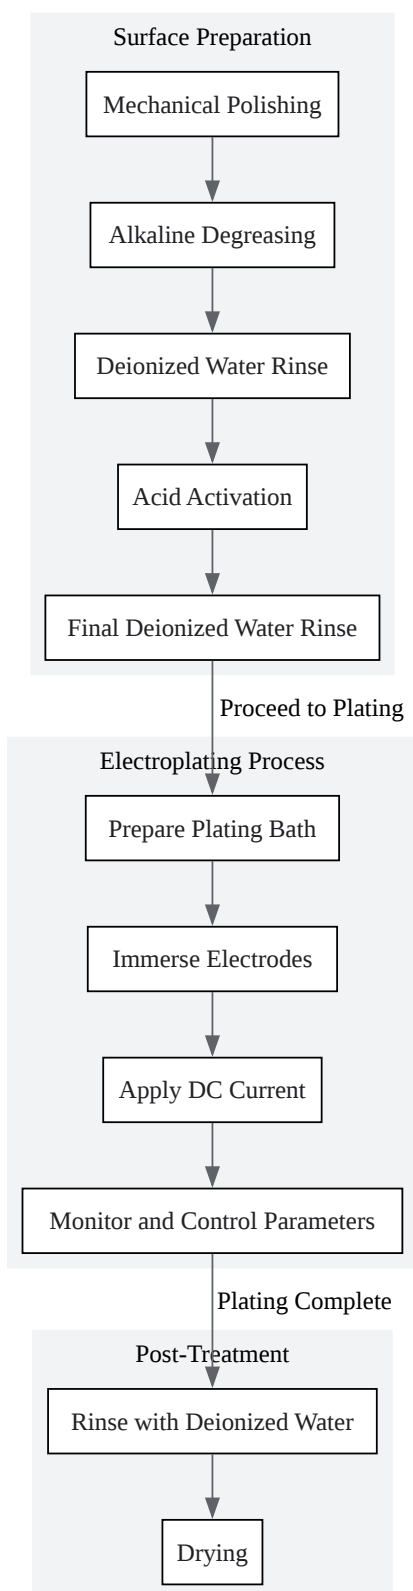 Surface Preparation
Mechanical Polishing
Alkaline Degreasing
Deionized Water Rinse
Acid Activation
Final Deionized Water Rinse
Proceed to Plating
Electroplating Process
Prepare Plating Bath
Immerse Electrodes
Apply DC Current
Monitor and Control Parameters
Plating Complete
Post-Treatment
Rinse with Deionized Water
Drying